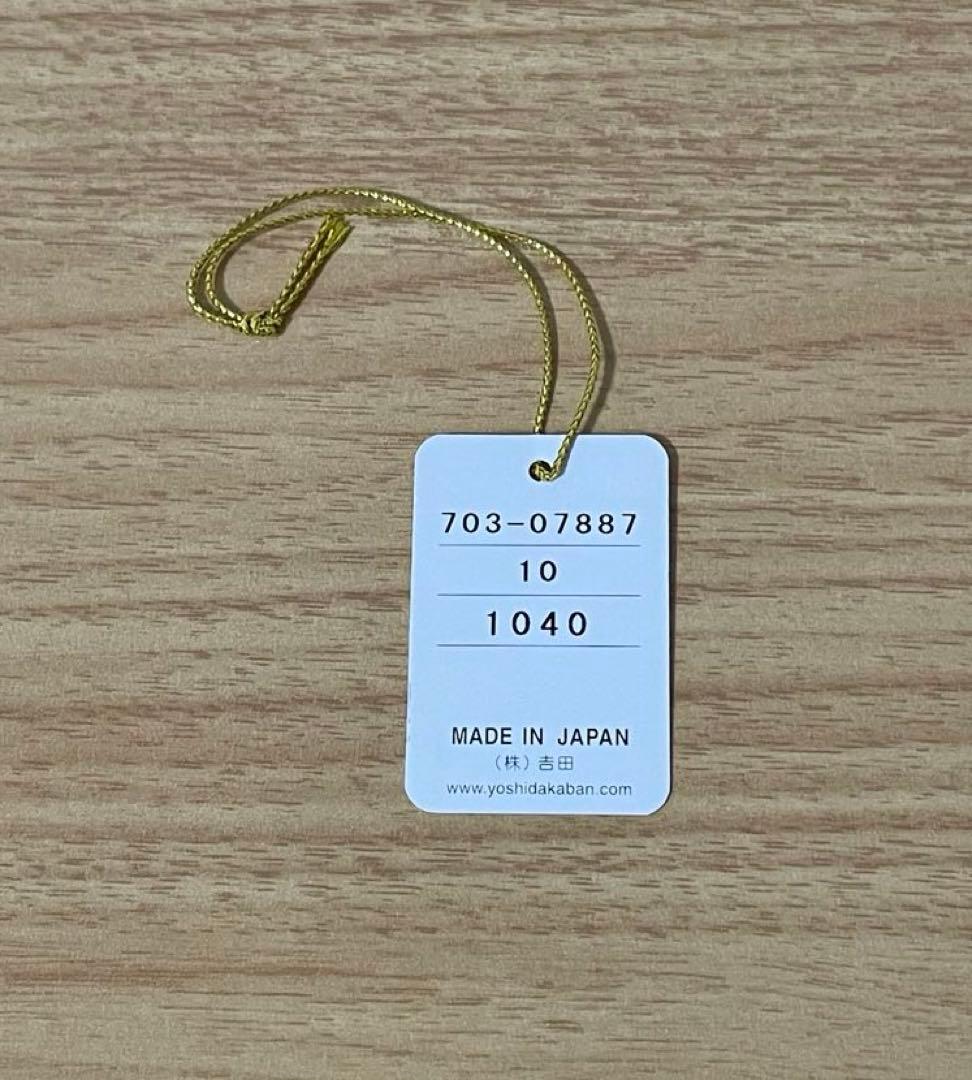 703-07887
10
1040
MADE IN JAPAN
(株)吉田
www.yoshidakaban.com